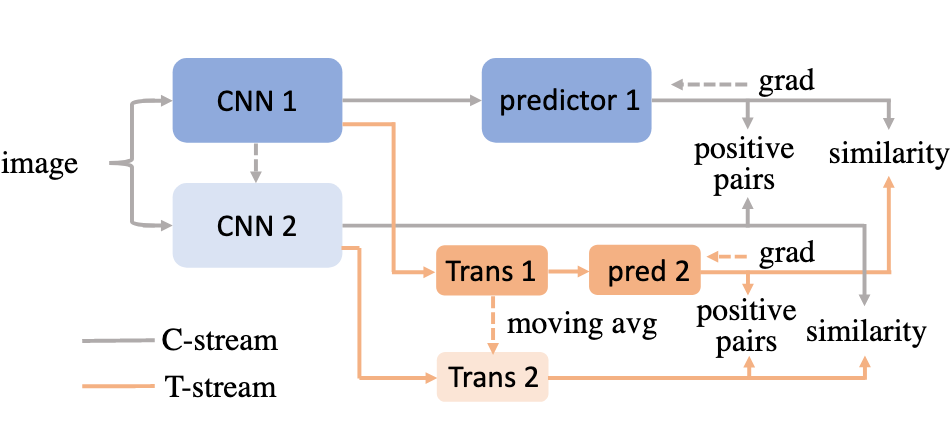 grad
CNN 1
predictor 1
positive
pairs
similarity
image
CNN 2
grad
Trans 1
pred 2
positive
pairs
moving avg
similarity
C-stream
Trans 2
T-stream